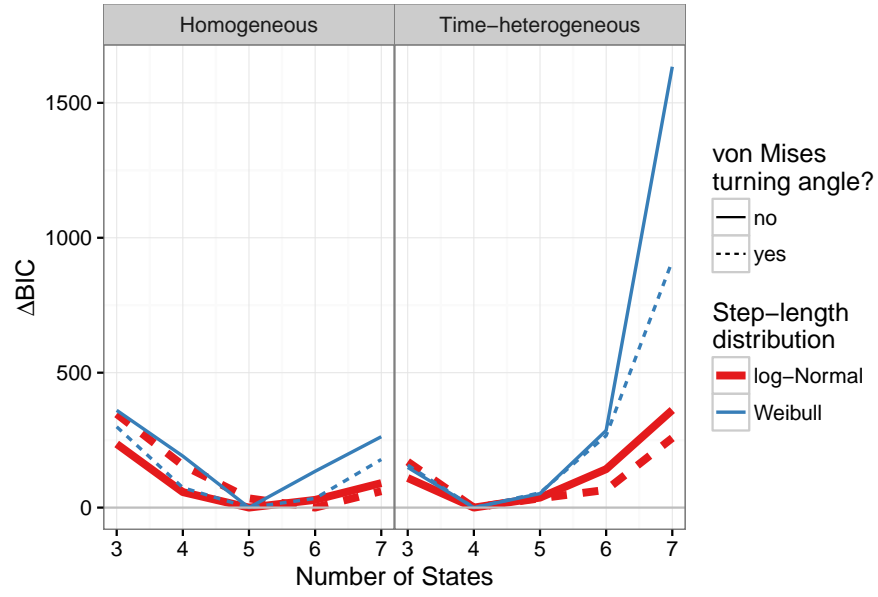 Homogeneous
Time−heterogeneous
1500
1000
500
0
ΔBIC
3 4 5 6 7
3 4 5 6 7
Number of States
von Mises
turning angle?
no
yes
Step−length
distribution
log−Normal
Weibull